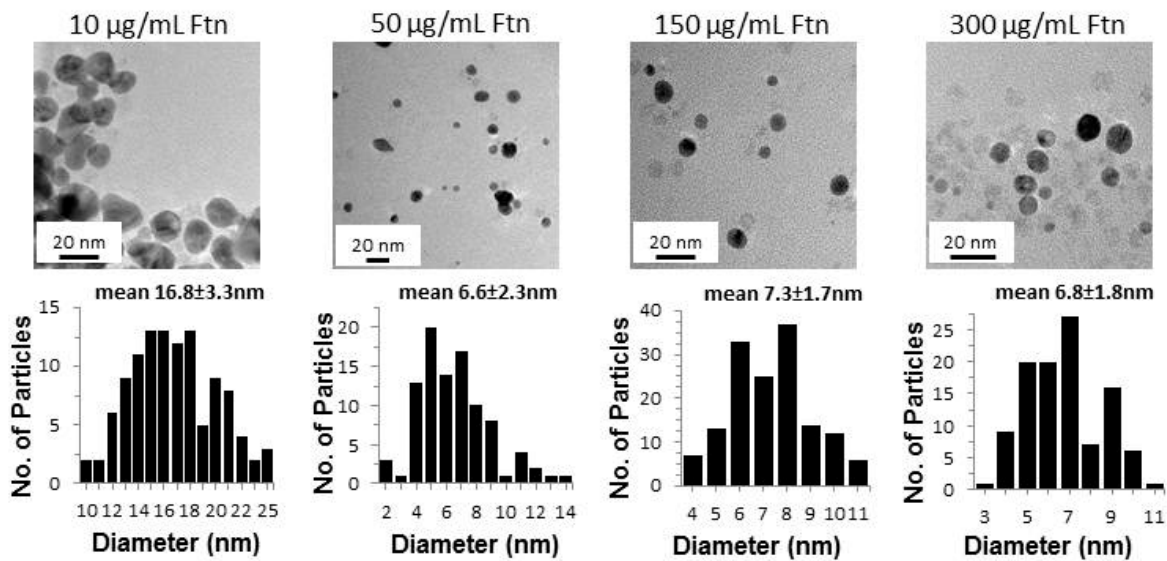 10 µg/mL Ftn
50 µg/mL Ftn
150 µg/mL Ftn
300 µg/mL Ftn
20 nm
20 nm
20 nm
20 nm
mean 16.8±3.3nm
mean 6.6±2.3nm
mean 7.3±1.7nm
mean 6.8±1.8nm
No. of Particles
15
10
5
0
10 12 14 16 18 20 22 25
Diameter (nm)
No. of Particles
20
15
10
5
0
2 4 6 8 10 12 14
Diameter (nm)
No. of Particles
40
30
20
10
0
4 5 6 7 8 9 10 11
Diameter (nm)
No. of Particles
25
20
15
10
5
0
3 5 7 9 11
Diameter (nm)